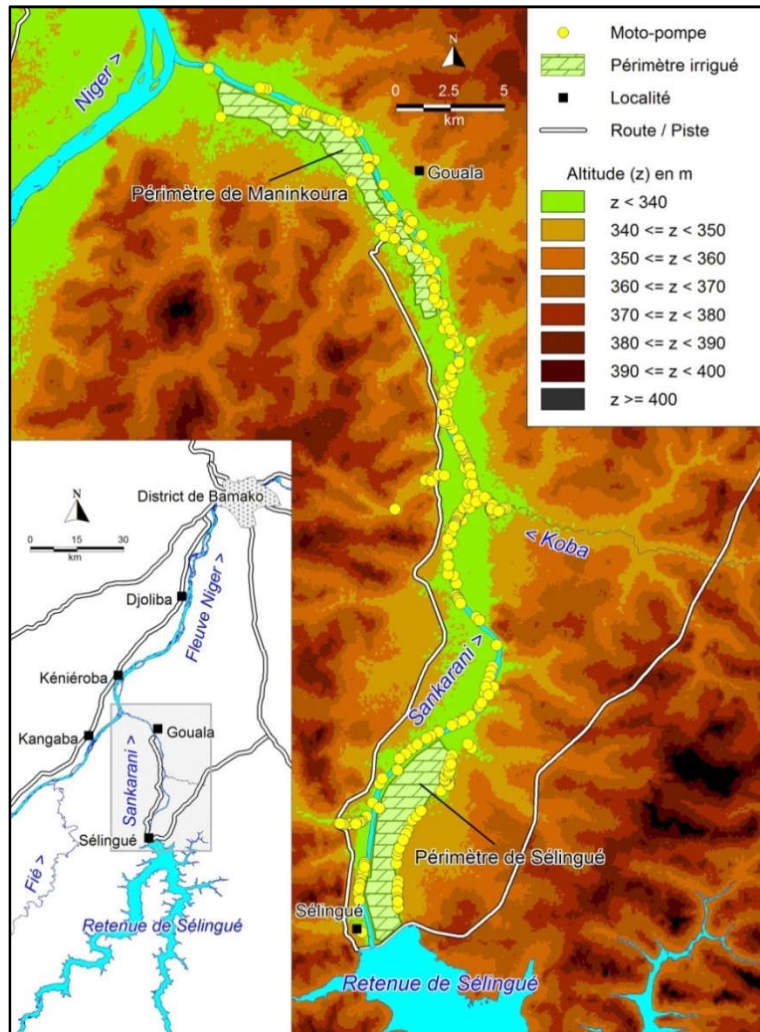 Niger >
N
0 2.5 5
km
Gouala
Périmètre de Maninkoura
Moto-pompe
Périmètre irrigué
Localité
Route / Piste
Altitude (z) en m
z < 340
340 <= z < 350
350 <= z < 360
360 <= z < 370
370 <= z < 380
380 <= z < 390
390 <= z < 400
z >= 400
< Koba
Sankarani >
Périmètre de Sélingué
Sélingué
Retenue de Sélingué
District de Bamako
N
0 15 30
km
Djoliba
Fleuve Niger >
Kéniéroba
Gouala
Kangaba
Sankarani >
Sélingué
Fié >
Retenue de Sélingué